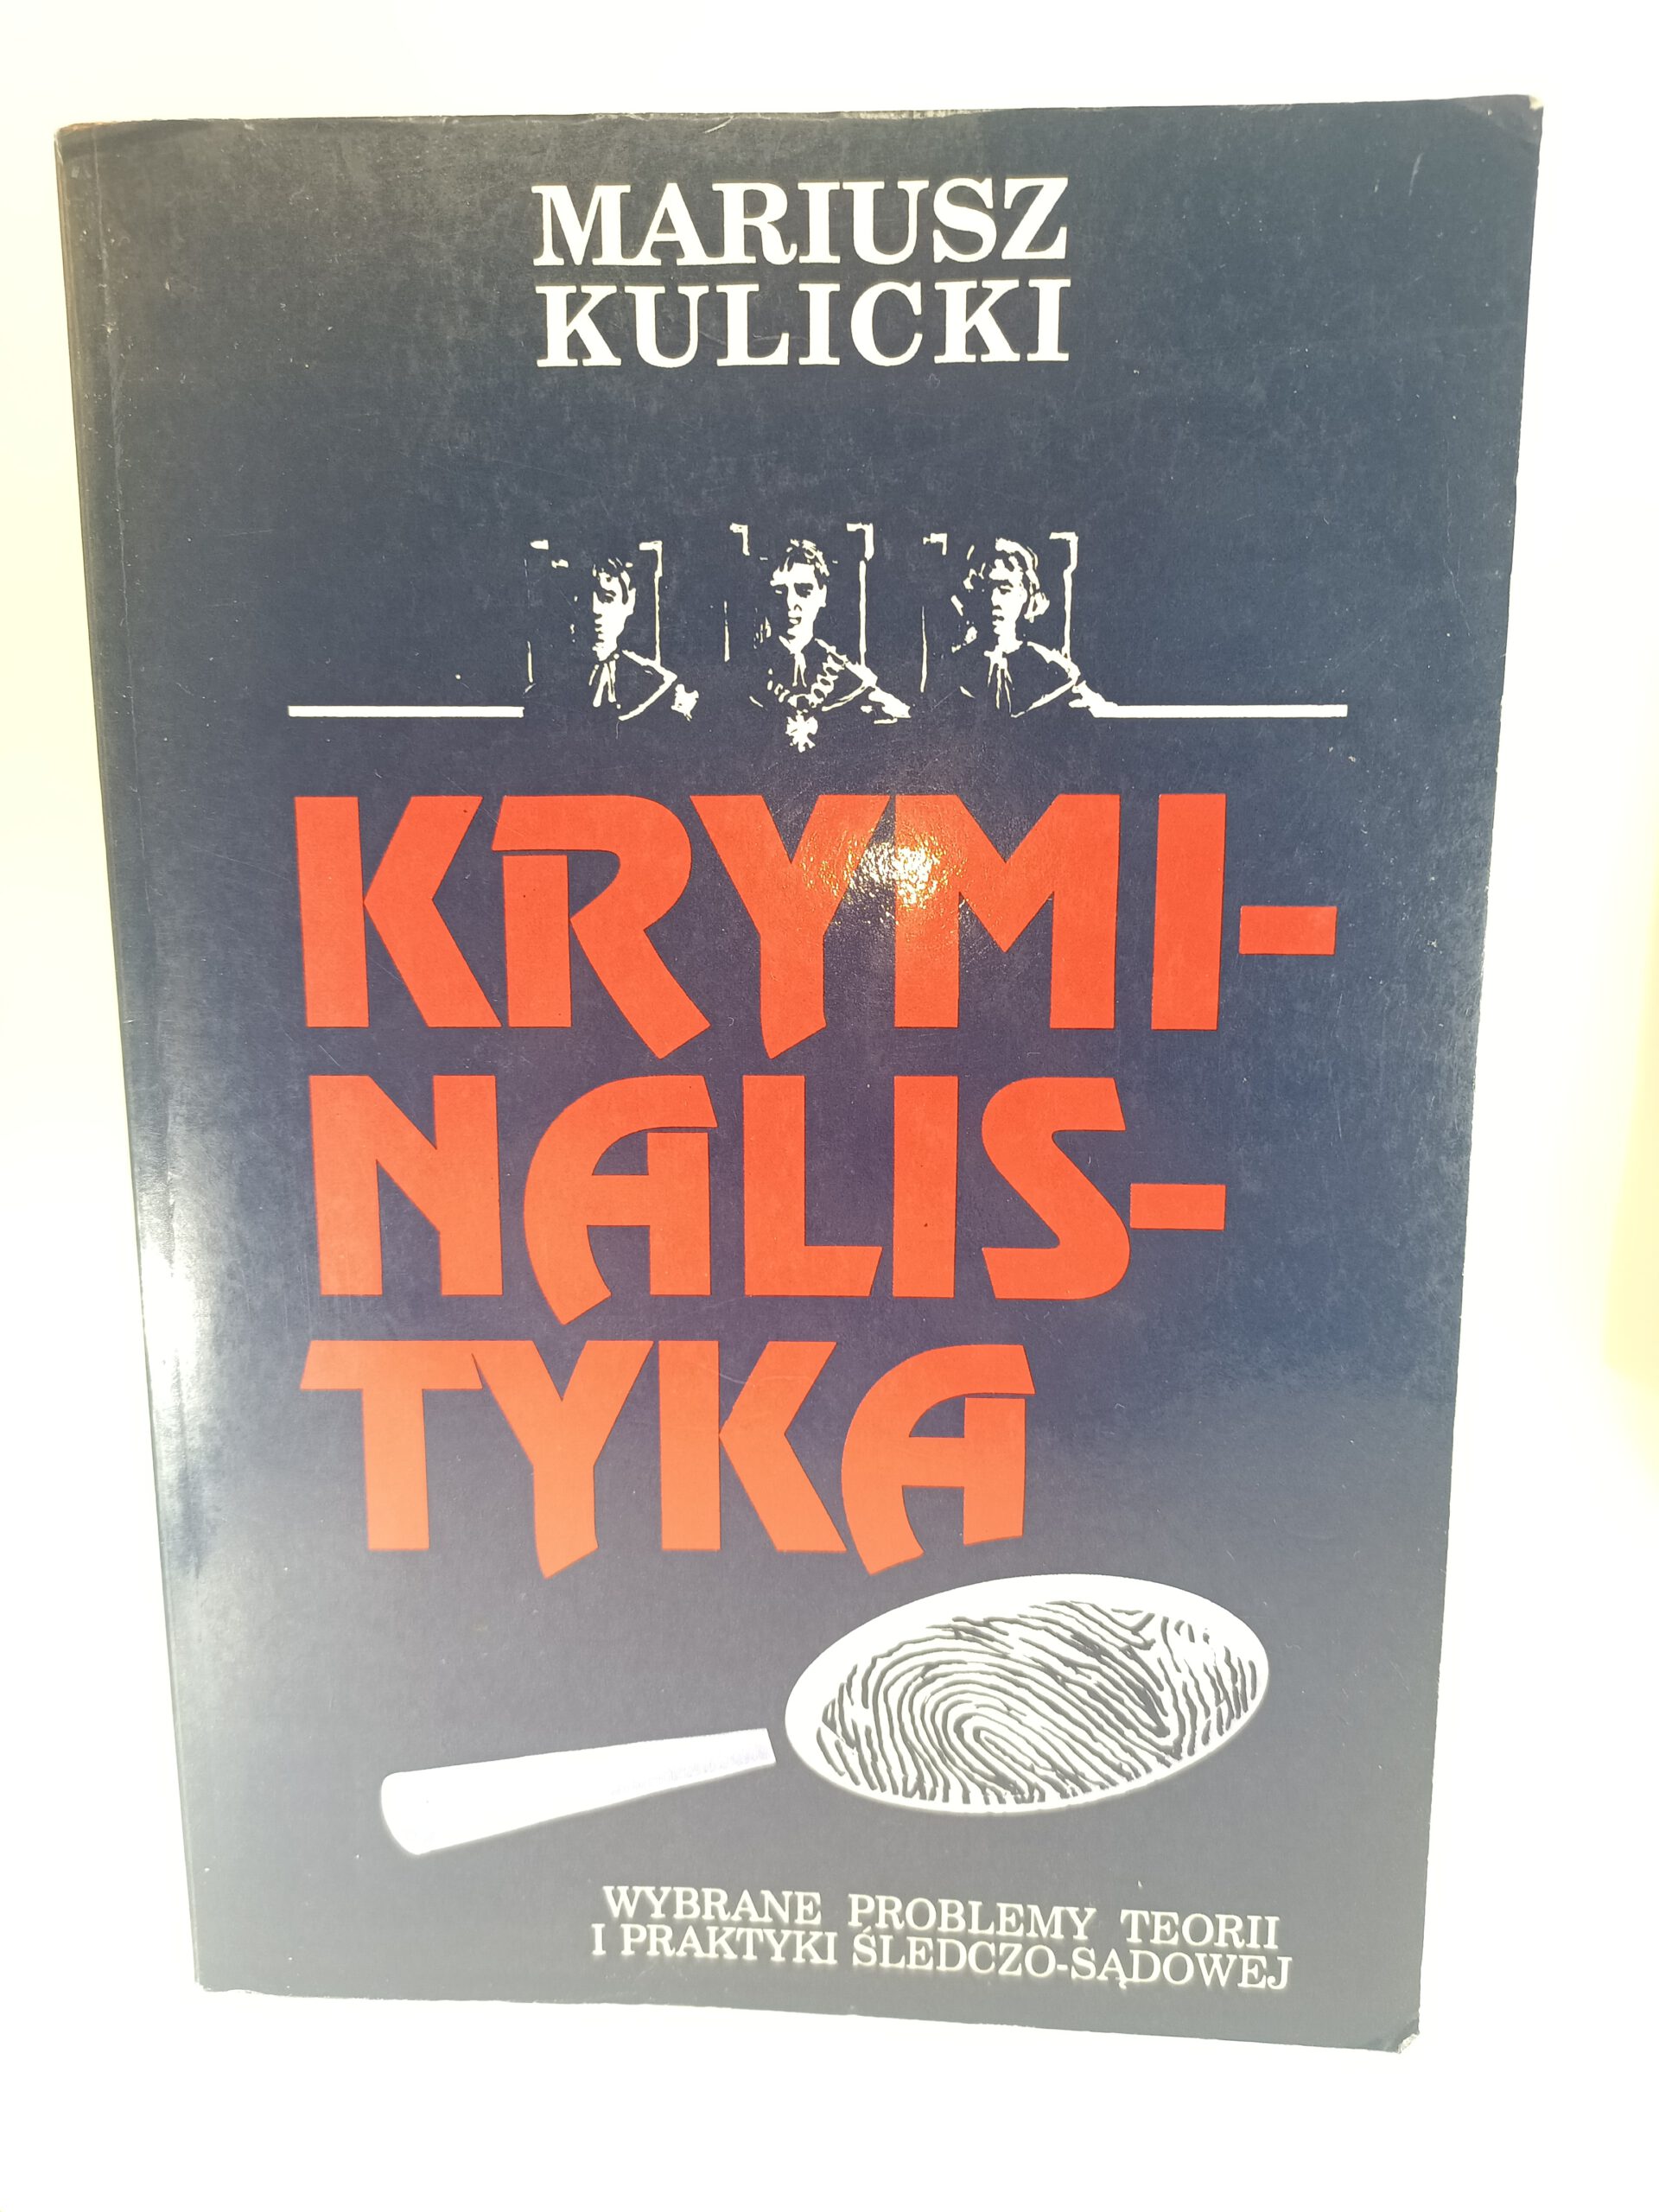 MARIUSZ
KULICKI
KRYMI-
NALIS-
TYKA
WYBRANE PROBLEMY TEORII
I PRAKTYKI ŚLEDCZO-SĄDOWEJ